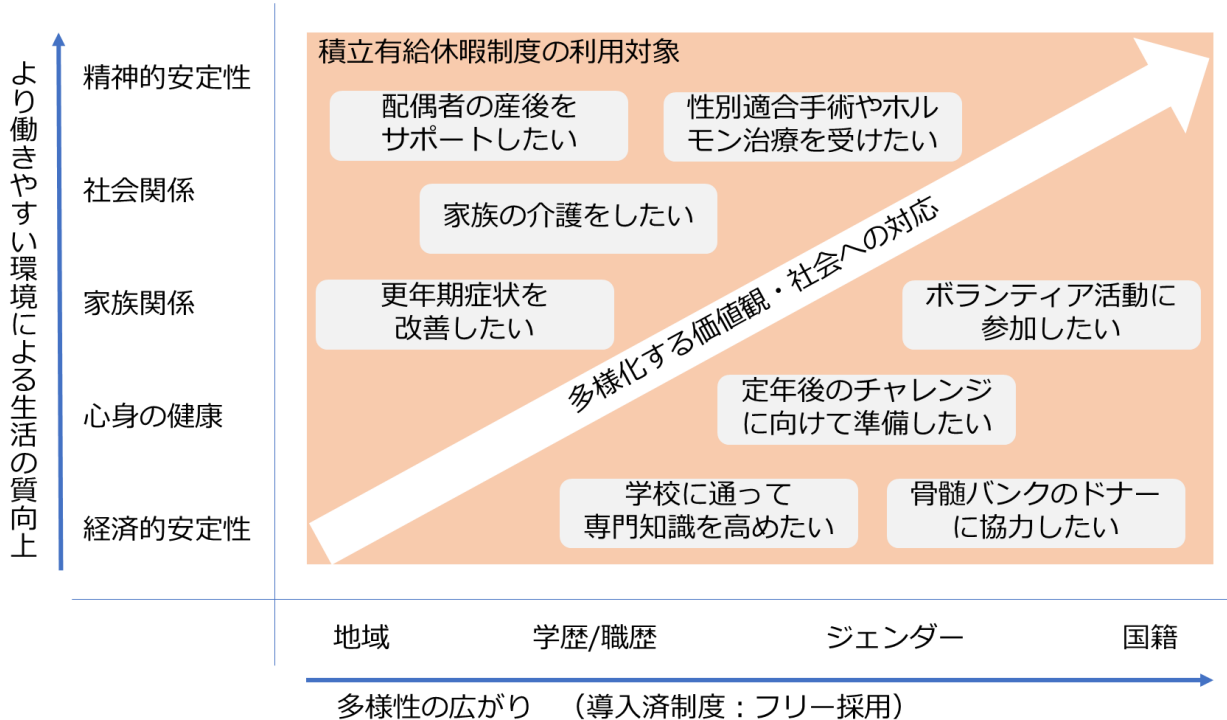 より働きやすい環境による生活の質向上
精神的安定性
社会関係
家族関係
心身の健康
経済的安定性
積立有給休暇制度の利用対象
配偶者の産後を
サポートしたい
性別適合手術やホル
モン治療を受けたい
家族の介護をしたい
更年期症状を
改善したい
多様化する価値観・社会への対応
ボランティア活動に
参加したい
定年後のチャレンジ
に向けて準備したい
学校に通って
専門知識を高めたい
骨髄バンクのドナー
に協力したい
地域
学歴/職歴
ジェンダー
国籍
多様性の広がり （導入済制度：フリー採用）